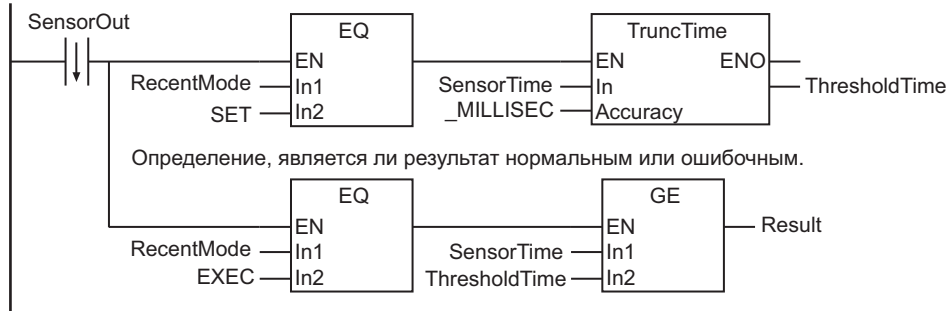 SensorOut
EQ
TruncTime
EN
EN ENO
RecentMode In1
SensorTime In ThresholdTime
SET In2
_MILLISEC Accuracy
Определение, является ли результат нормальным или ошибочным.
EQ
GE
EN
EN Result
RecentMode In1
SensorTime In1
EXEC In2
ThresholdTime In2